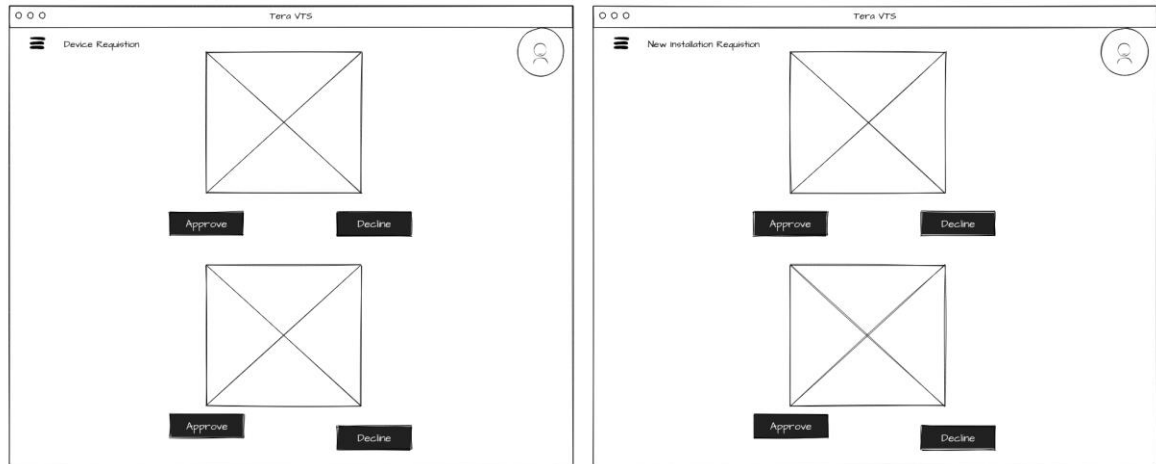 Tera VTS
Device Requistion
Approve Decline
Approve
Decline
Tera VTS
New Installation Requistion
Approve Decline
Approve
Decline